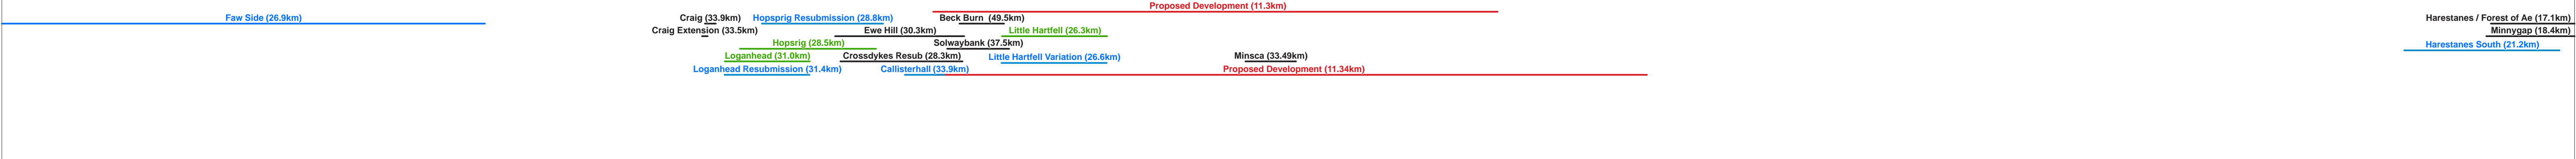 Proposed Development (11.3km)
Faw Side (26.9km)
Craig (33.9km)
Hopsprig Resubmission (28.8km)
Beck Burn (49.5km)
Harestanes / Forest of Ae (17.1km)
Craig Extension (33.5km)
Ewe Hill (30.3km)
Little Hartfell (26.3km)
Minnygap (18.4km)
Hopsrig (28.5km)
Solwaybank (37.5km)
Harestanes South (21.2km)
Loganhead (31.0km)
Crossdykes Resub (28.3km)
Little Hartfell Variation (26.6km)
Minsca (33.49km)
Loganhead Resubmission (31.4km)
Callisterhall (33.9km)
Proposed Development (11.34km)